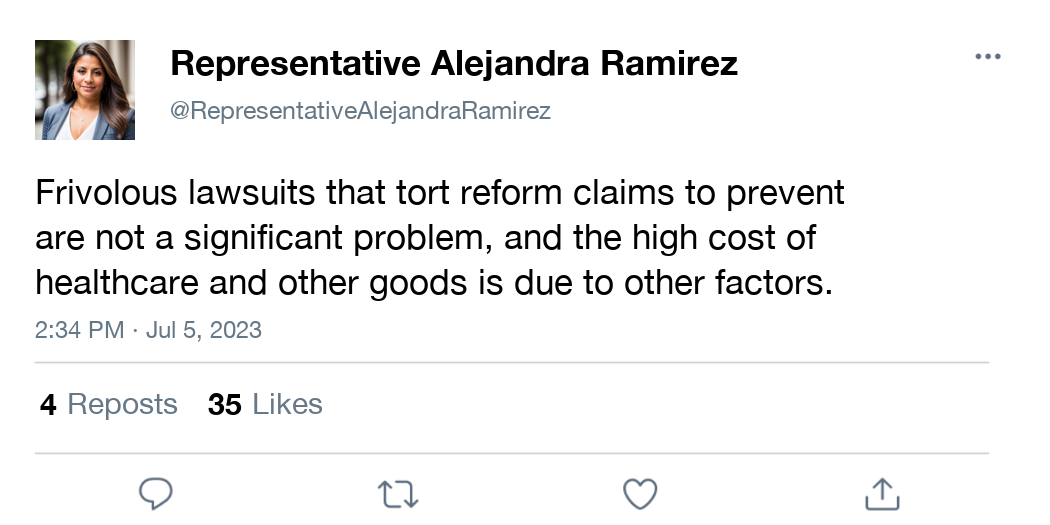 Representative Alejandra Ramirez
@RepresentativeAlejandraRamirez
Frivolous lawsuits that tort reform claims to prevent
are not a significant problem, and the high cost of
healthcare and other goods is due to other factors.
2:34 PM · Jul 5, 2023
4 Reposts 35 Likes